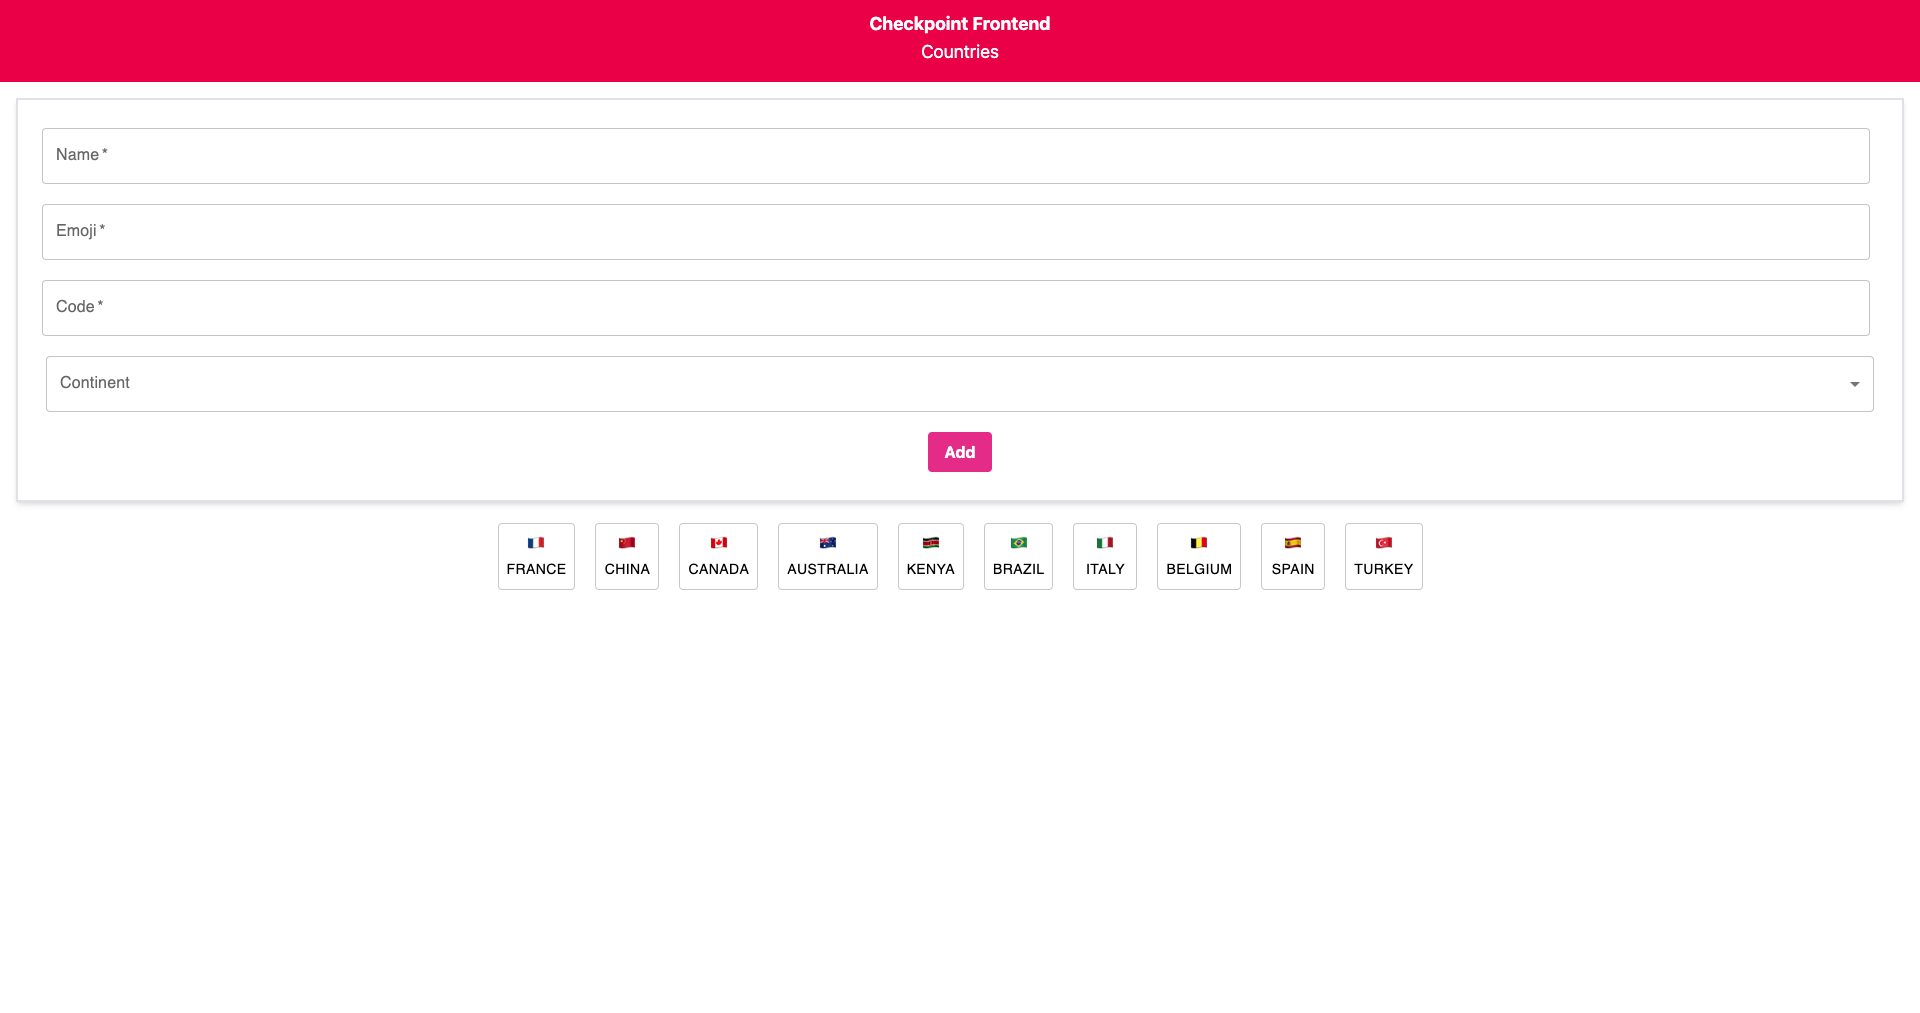 Checkpoint Frontend
Countries
Name *
Emoji *
Code *
Continent
Add
FRANCE CHINA CANADA AUSTRALIA KENYA BRAZIL ITALY BELGIUM SPAIN TURKEY